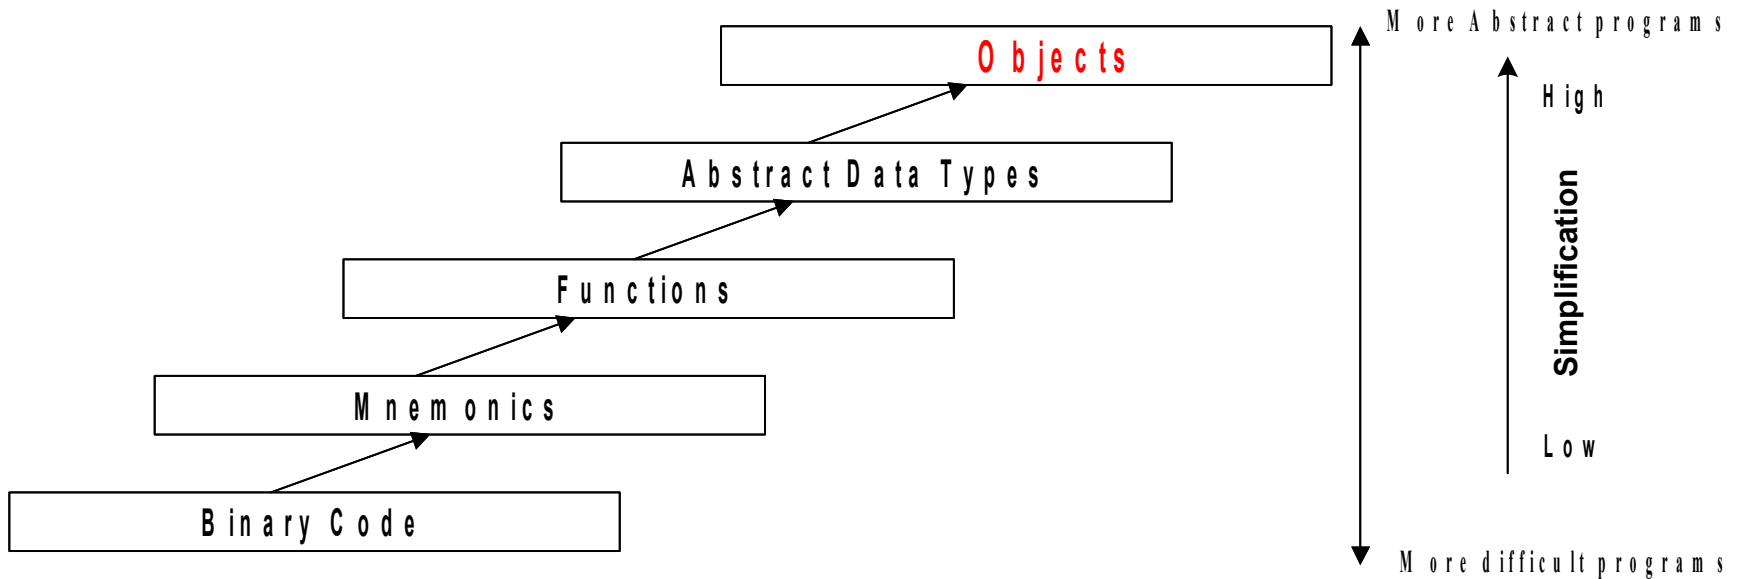 More Abstract programs
Objects
High
Abstract Data Types
Simplification
Functions
Mnemonics
Low
Binary Code
More difficult programs